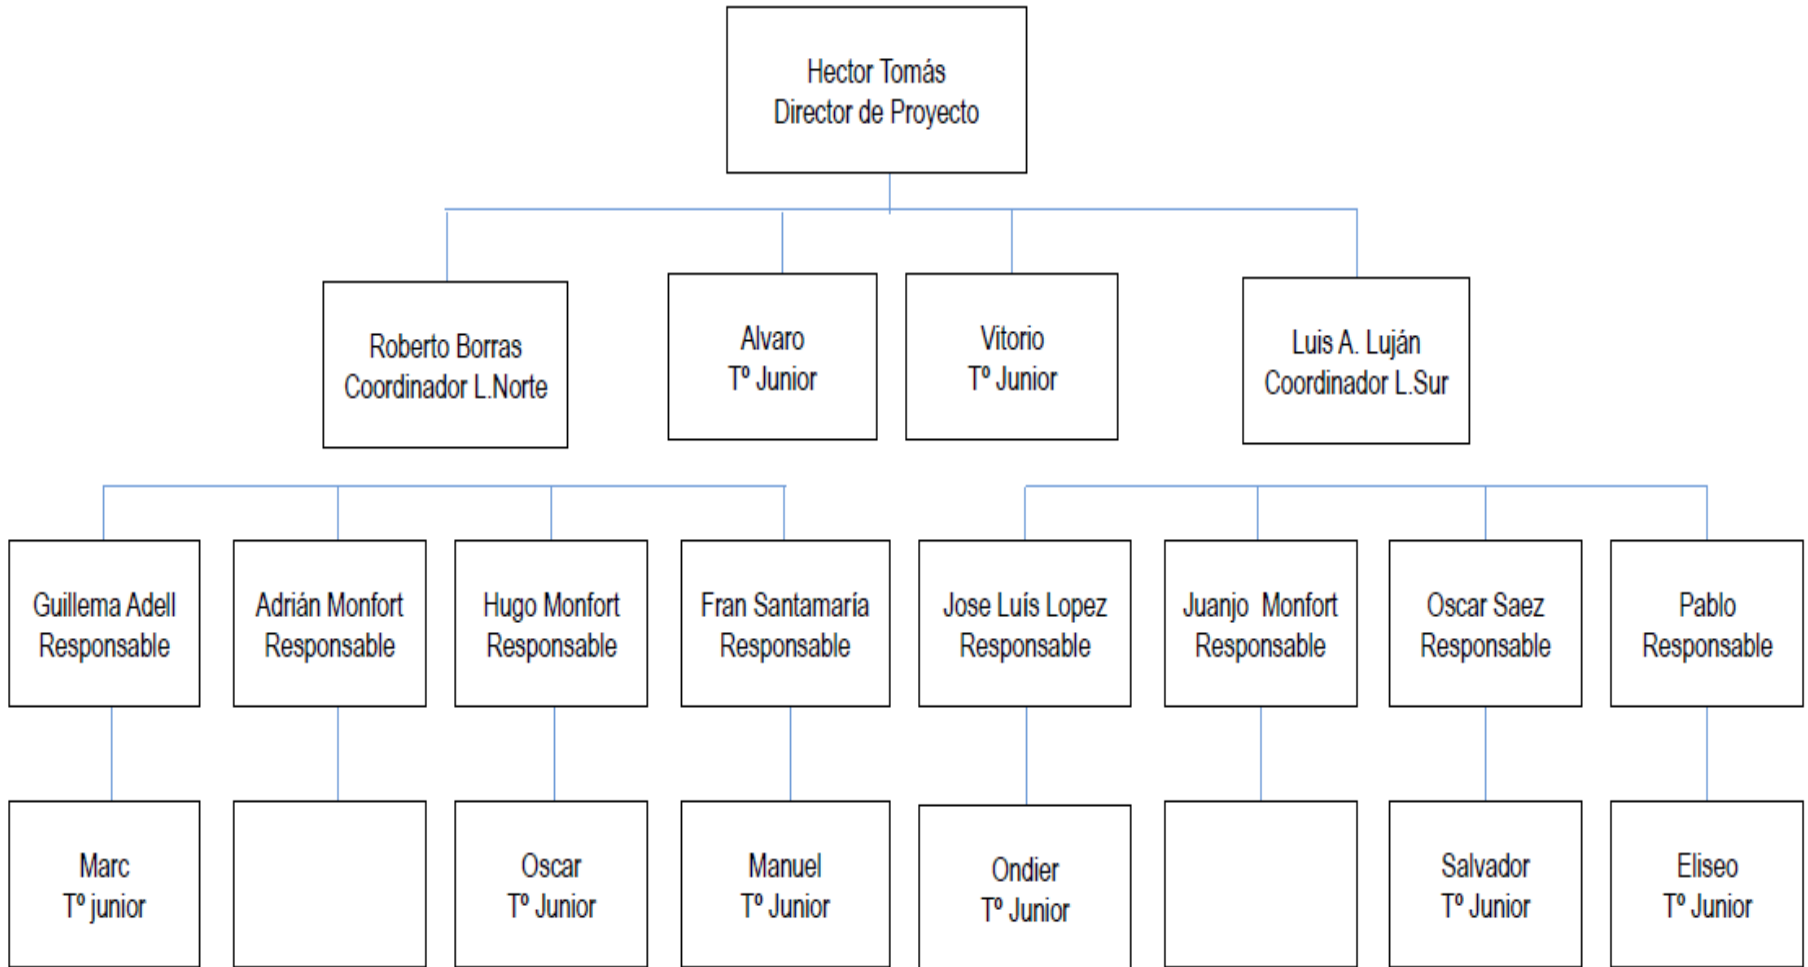 Hector Tomás
Director de Proyecto
Roberto Borras
Coordinador L.Norte
Alvaro
Tº Junior
Vitorio
Tº Junior
Luis A. Luján
Coordinador L.Sur
Guillema Adell
Responsable
Adrián Monfort
Responsable
Hugo Monfort
Responsable
Fran Santamaría
Responsable
Jose Luís Lopez
Responsable
Juanjo Monfort
Responsable
Oscar Saez
Responsable
Pablo
Responsable
Marc
Tº junior
Oscar
Tº Junior
Manuel
Tº Junior
Ondier
Tº Junior
Salvador
Tº Junior
Eliseo
Tº Junior